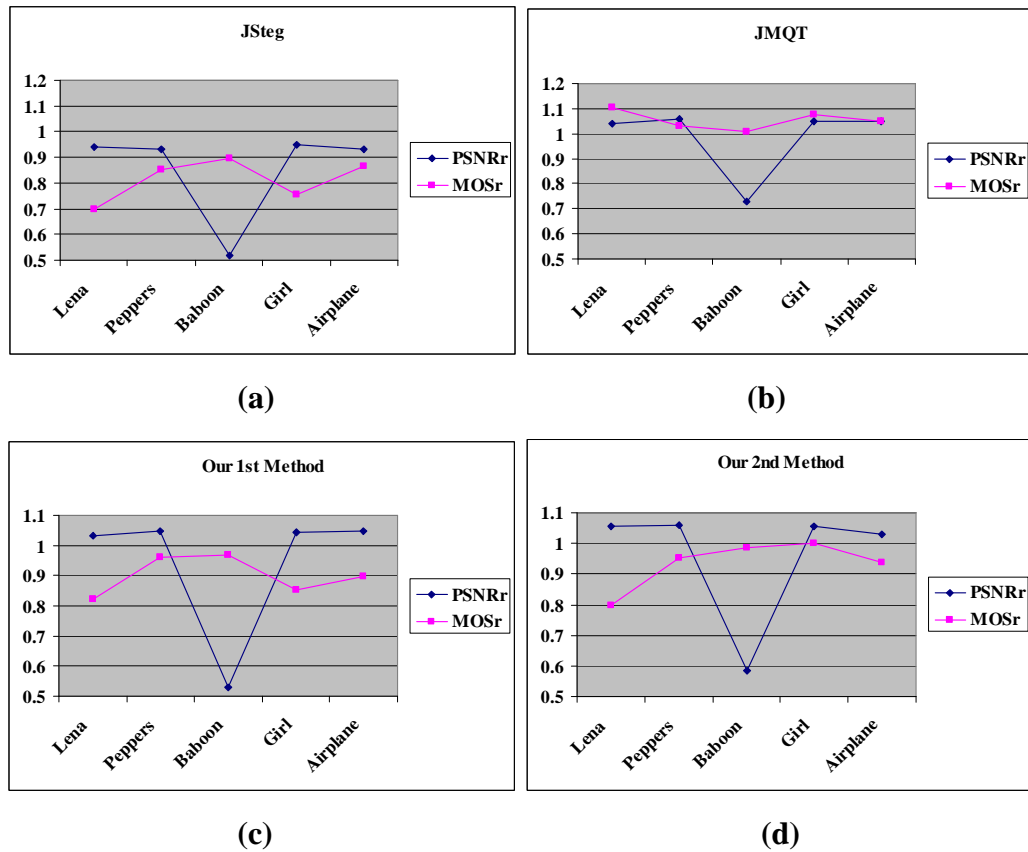 JSteg
1.2
1.1
1
0.9
0.8
0.7
0.6
0.5
Lena
Peppers
Baboon
Girl
Airplane
PSNRr
MOSr
(a)
JMQT
1.2
1.1
1
0.9
0.8
0.7
0.6
0.5
Lena
Peppers
Baboon
Girl
Airplane
PSNRr
MOSr
(b)
Our 1st Method
1.1
1
0.9
0.8
0.7
0.6
0.5
Lena
Peppers
Baboon
Girl
Airplane
PSNRr
MOSr
(c)
Our 2nd Method
1.1
1
0.9
0.8
0.7
0.6
0.5
Lena
Peppers
Baboon
Girl
Airplane
PSNRr
MOSr
(d)